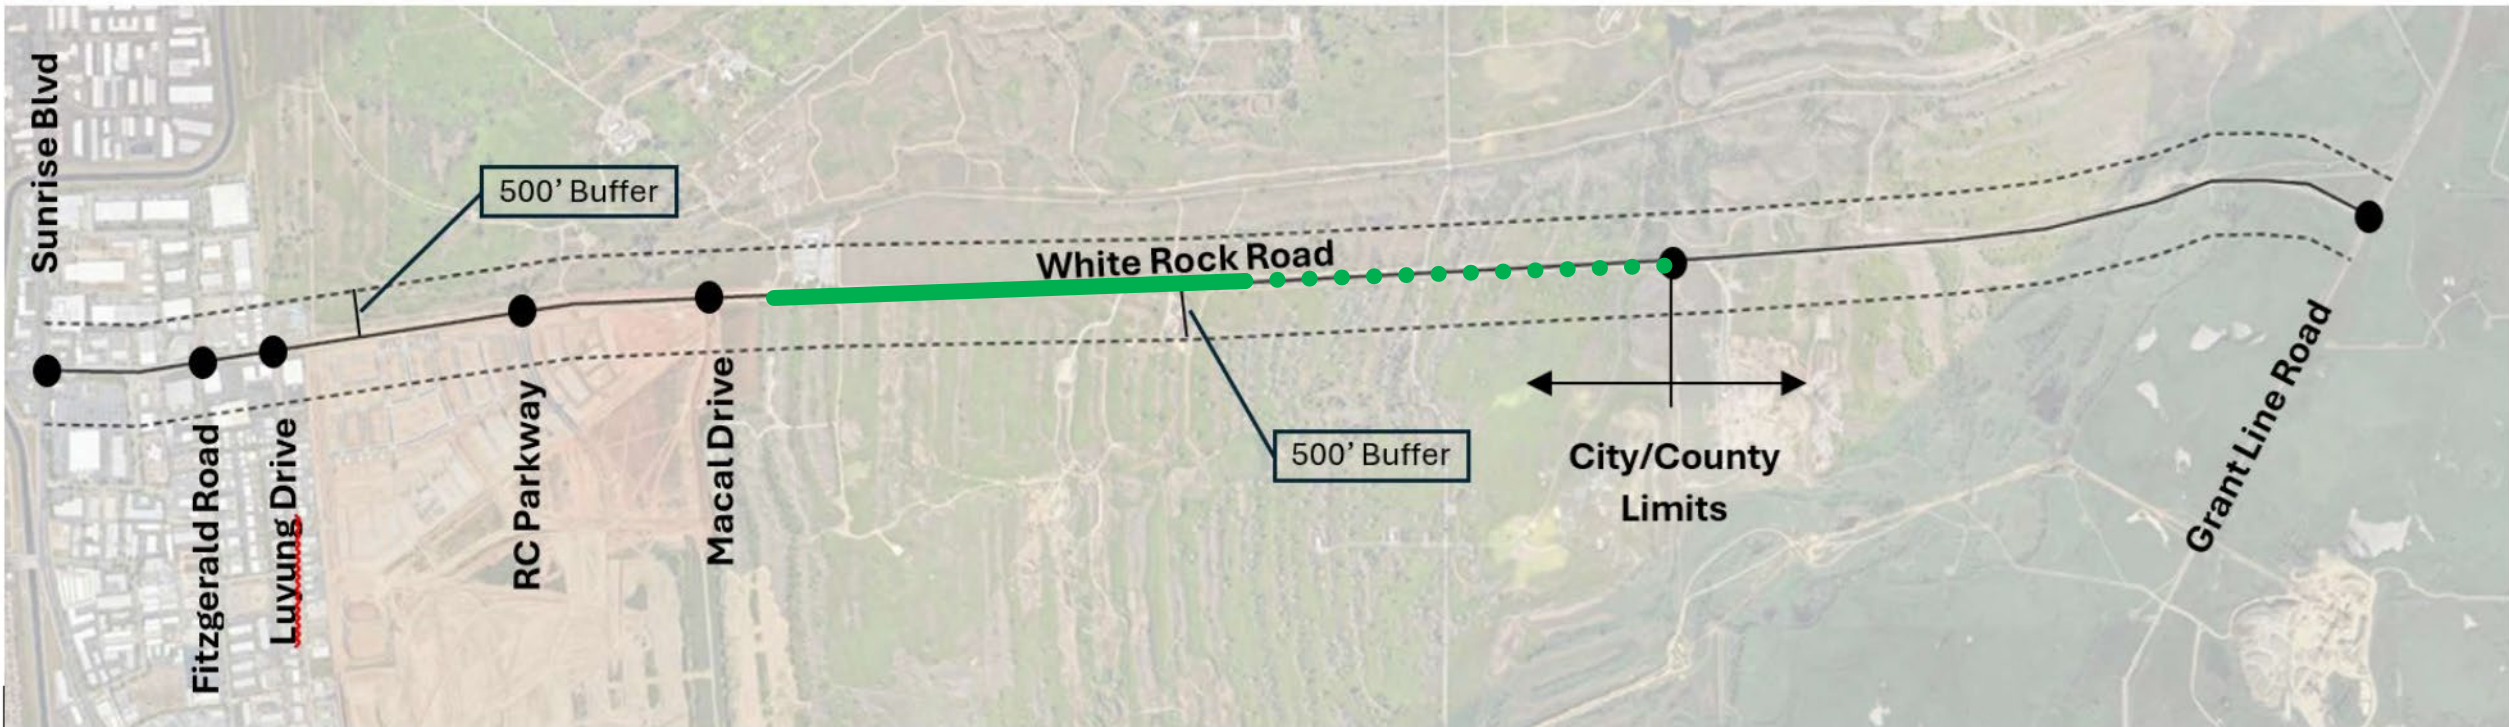 Sunrise Blvd
500’ Buffer
White Rock Road
Fitzgerald Road
Luyung Drive
RC Parkway
Macal Drive
500’ Buffer
City/County
Limits
Grant Line Road